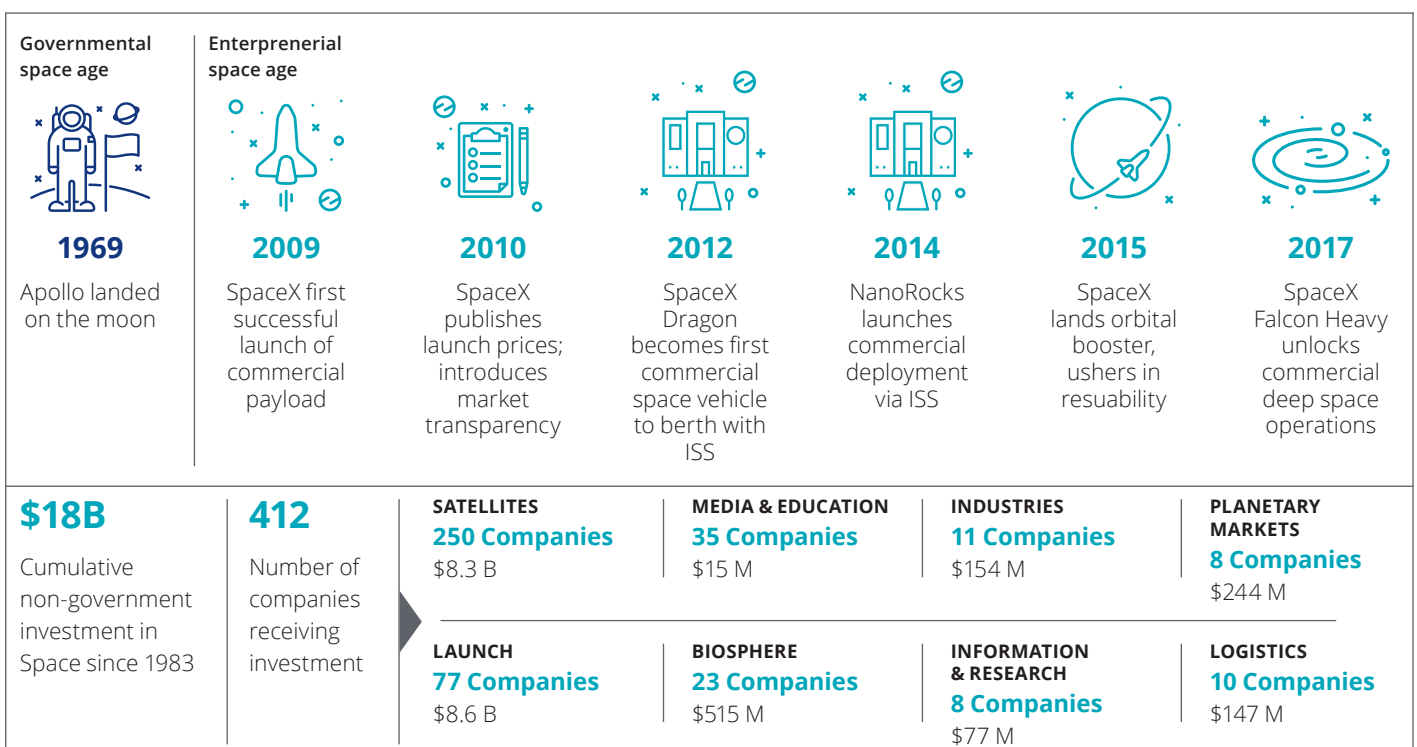 Governmental
space age
Enterprenerial
space age
1969
Apollo landed
on the moon
2009
SpaceX first
successful
launch of
commercial
payload
2010
SpaceX
publishes
launch prices;
introduces
market
transparency
2012
SpaceX
Dragon
becomes first
commercial
space vehicle
to berth with
ISS
2014
NanoRocks
launches
commercial
deployment
via ISS
2015
SpaceX
lands orbital
booster,
ushers in
resuability
2017
SpaceX
Falcon Heavy
unlocks
commercial
deep space
operations
$18B
Cumulative
non-government
investment in
Space since 1983
412
Number of
companies
receiving
investment
SATELLITES
250 Companies
$8.3 B
MEDIA & EDUCATION
35 Companies
$15 M
INDUSTRIES
11 Companies
$154 M
PLANETARY
MARKETS
8 Companies
$244 M
LAUNCH
77 Companies
$8.6 B
BIOSPHERE
23 Companies
$515 M
INFORMATION
& RESEARCH
8 Companies
$77 M
LOGISTICS
10 Companies
$147 M